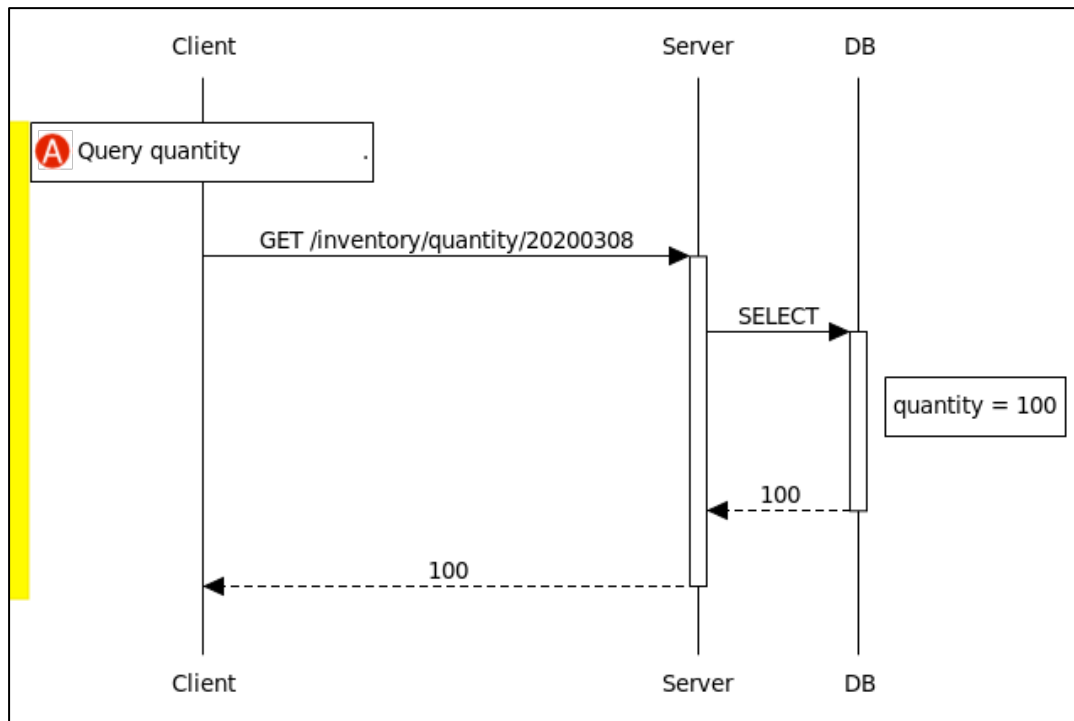 Client Server DB
A Query quantity .
GET /inventory/quantity/20200308
SELECT
quantity = 100
100
100
Client Server DB